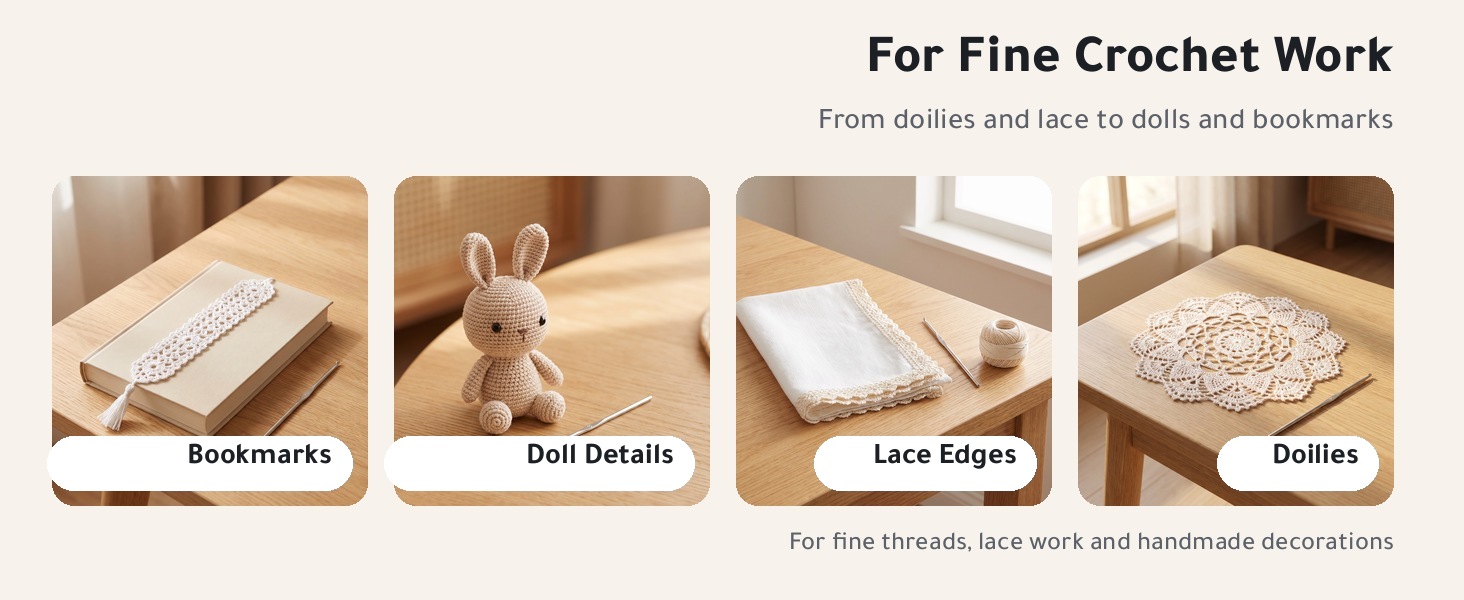 For Fine Crochet Work
From doilies and lace to dolls and bookmarks
Bookmarks
Doll Details
Lace Edges
Doilies
For fine threads, lace work and handmade decorations